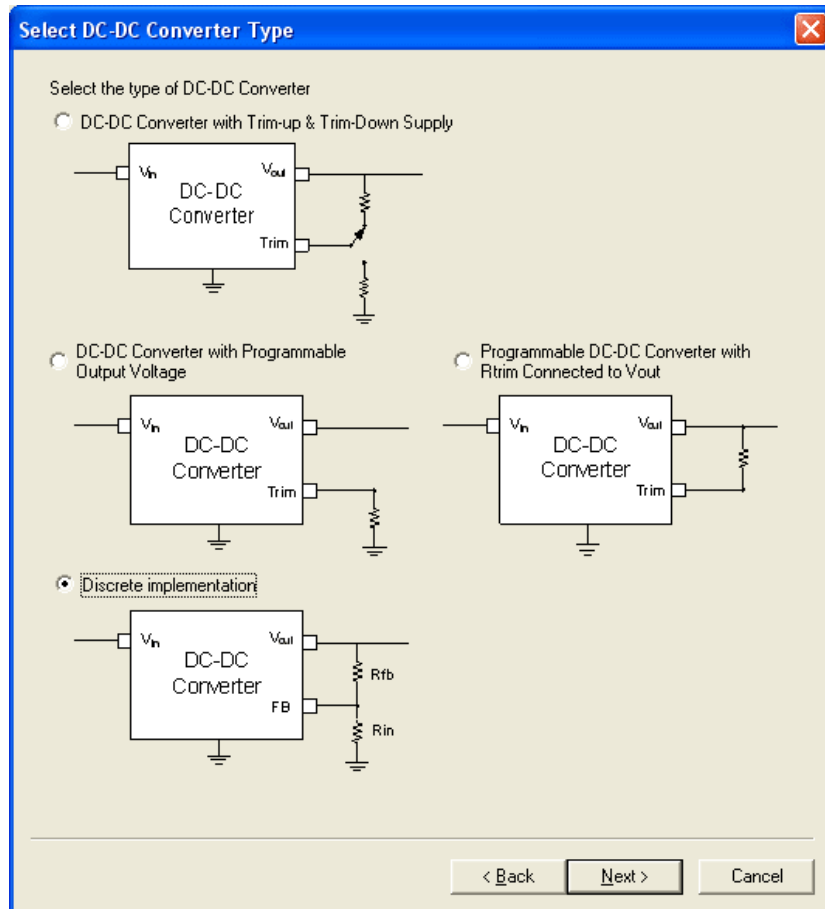 Select DC-DC Converter Type
Select the type of DC-DC Converter
DC-DC Converter with Trim-up & Trim-Down Supply
Vin
Vout
DC-DC
Converter
Trim
DC-DC Converter with Programmable
Output Voltage
Vin
Vout
DC-DC
Converter
Trim
Programmable DC-DC Converter with
Rtrim Connected to Vout
Vin
Vout
DC-DC
Converter
Trim
Discrete implementation
Vin
Vout
DC-DC
Converter
Rfb
FB
Rin
< Back
Next >
Cancel